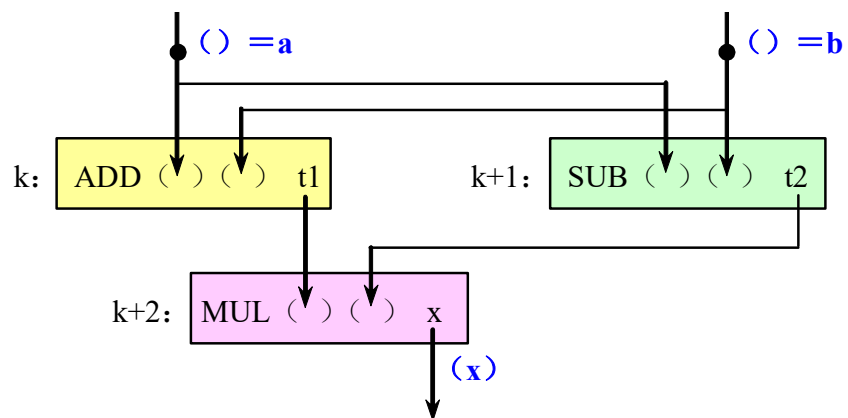 （）＝a
（）＝b
k：
ADD（ ）（ ） t1
k+1：
SUB（ ）（ ） t2
k+2：
MUL（ ）（ ） x
（x）